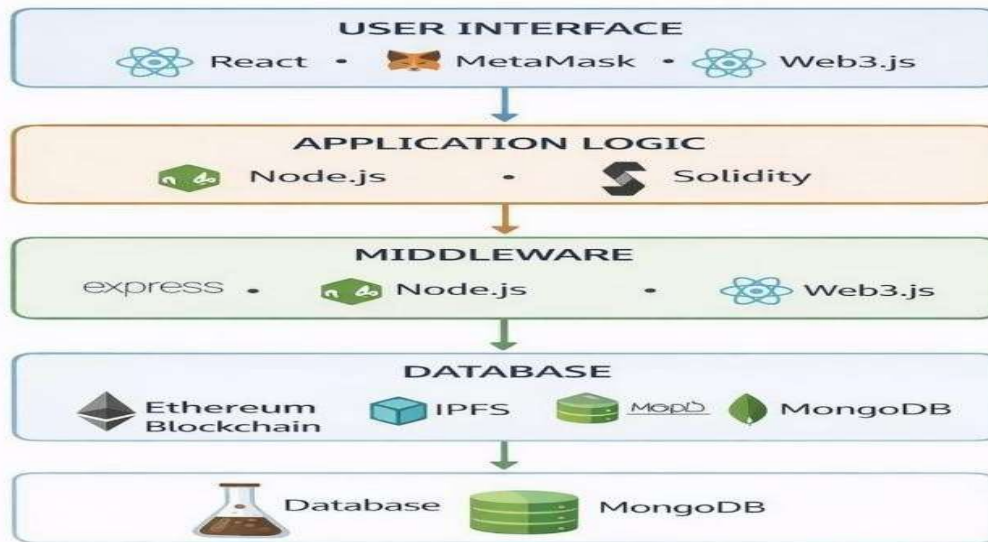 USER INTERFACE
React • MetaMask • Web3.js
APPLICATION LOGIC
Node.js • Solidity
MIDDLEWARE
express • Node.js • Web3.js
DATABASE
Ethereum Blockchain IPFS MongoDB
Database MongoDB